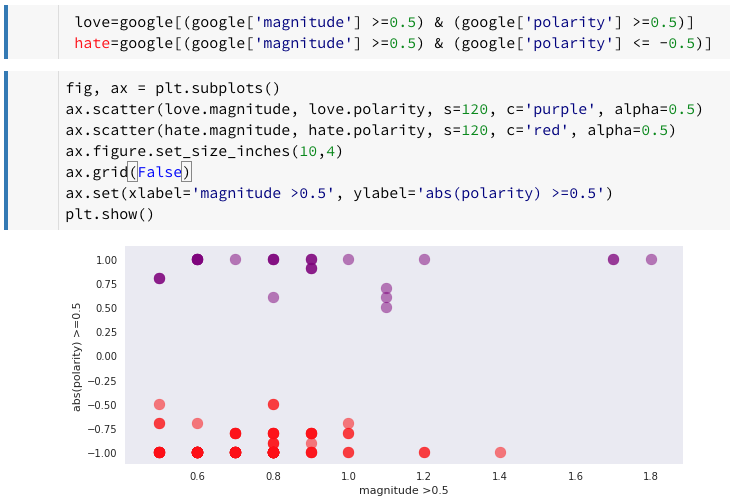 love=google[(google['magnitude'] >=0.5) & (google['polarity'] >=0.5)]
hate=google[(google['magnitude'] >=0.5) & (google['polarity'] <= -0.5)]
fig, ax = plt.subplots()
ax.scatter(love.magnitude, love.polarity, s=120, c='purple', alpha=0.5)
ax.scatter(hate.magnitude, hate.polarity, s=120, c='red', alpha=0.5)
ax.figure.set_size_inches(10,4)
ax.grid(False)
ax.set(xlabel='magnitude >0.5', ylabel='abs(polarity) >=0.5')
plt.show()
abs(polarity) >=0.5
1.00
0.75
0.50
0.25
0.00
−0.25
−0.50
−0.75
−1.00
0.6 0.8 1.0 1.2 1.4 1.6 1.8
magnitude >0.5